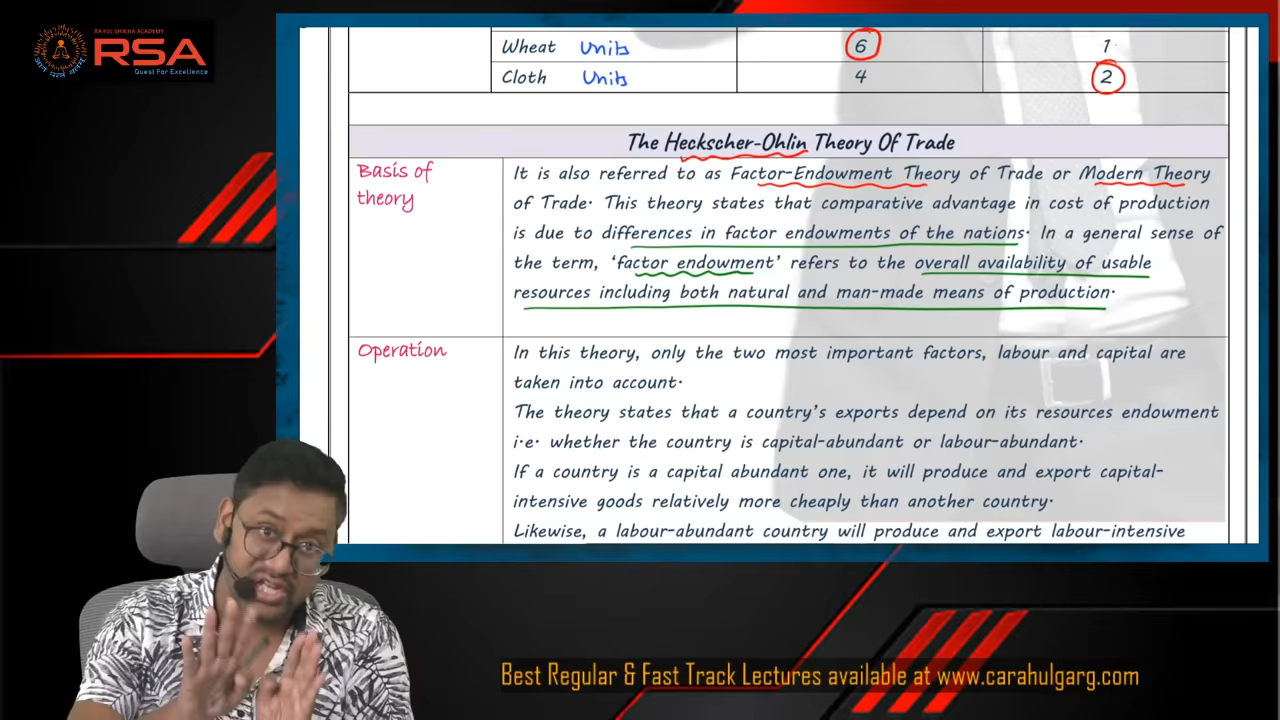 RAHUL SHIKHA ACADEMY
RSA
Quest For Excellence
Wheat Units 6 1
Cloth Units 4 2
The Heckscher-Ohlin Theory Of Trade
Basis of
theory
It is also referred to as Factor-Endowment Theory of Trade or Modern Theory
of Trade. This theory states that comparative advantage in cost of production
is due to differences in factor endowments of the nations. In a general sense of
the term, ‘factor endowment’ refers to the overall availability of usable
resources including both natural and man-made means of production.
Operation
In this theory, only the two most important factors, labour and capital are
taken into account.
The theory states that a country’s exports depend on its resources endowment
i.e. whether the country is capital-abundant or labour-abundant.
If a country is a capital abundant one, it will produce and export capital-
intensive goods relatively more cheaply than another country.
Likewise, a labour-abundant country will produce and export labour-intensive
Best Regular & Fast Track Lectures available at www.carahulgarg.com